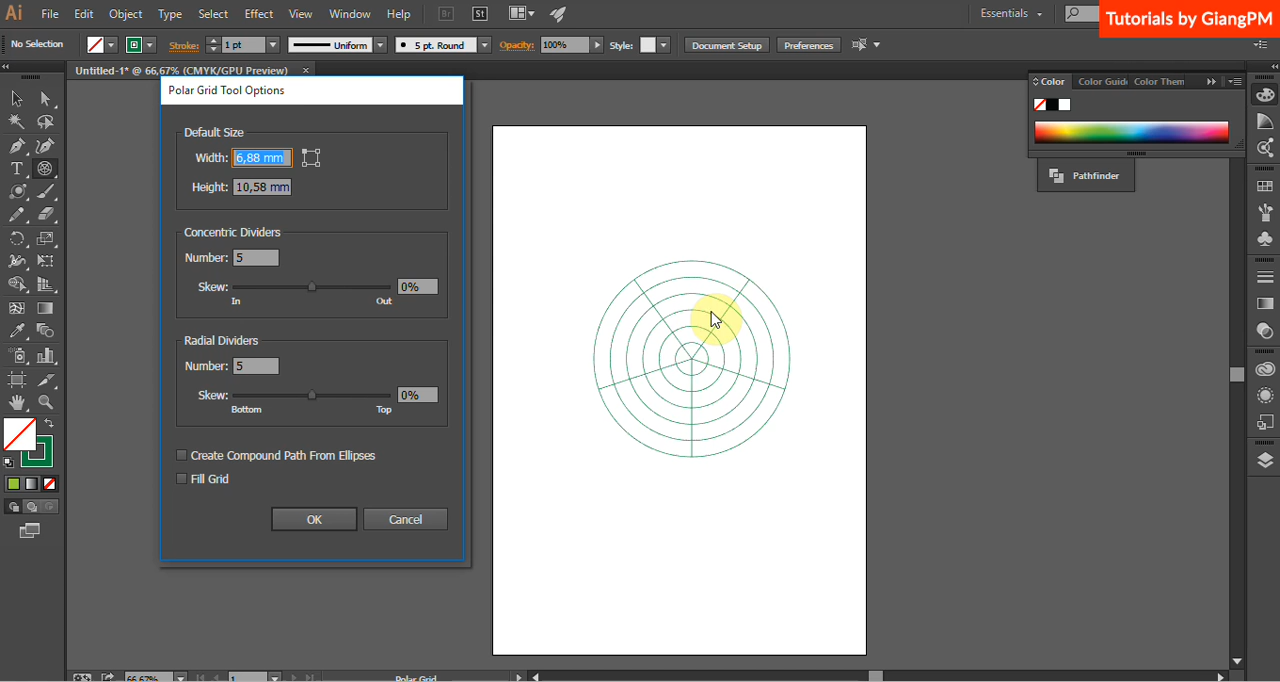 Ai File Edit Object Type Select Effect View Window Help Br St Essentials
Tutorials by GiangPM
No Selection Stroke: 1 pt Uniform 5 pt. Round Opacity: 100% Style: Document Setup Preferences
Untitled-1* @ 66,67% (CMYK/GPU Preview) ×
Polar Grid Tool Options
Default Size
Width: 6,88 mm
Height: 10,58 mm
Concentric Dividers
Number: 5
Skew: 0%
In Out
Radial Dividers
Number: 5
Skew: 0%
Bottom Top
Create Compound Path From Ellipses
Fill Grid
OK Cancel
Color Color Guide Color Them
Pathfinder
66,67% 1 Polar Grid